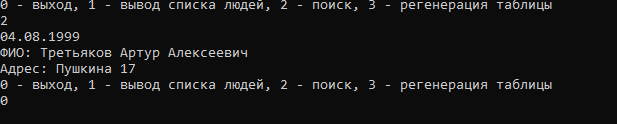 0 - выход, 1 - вывод списка людей, 2 - поиск, 3 - регенерация таблицы
2
04.08.1999
ФИО: Третьяков Артур Алексеевич
Адрес: Пушкина 17
0 - выход, 1 - вывод списка людей, 2 - поиск, 3 - регенерация таблицы
0